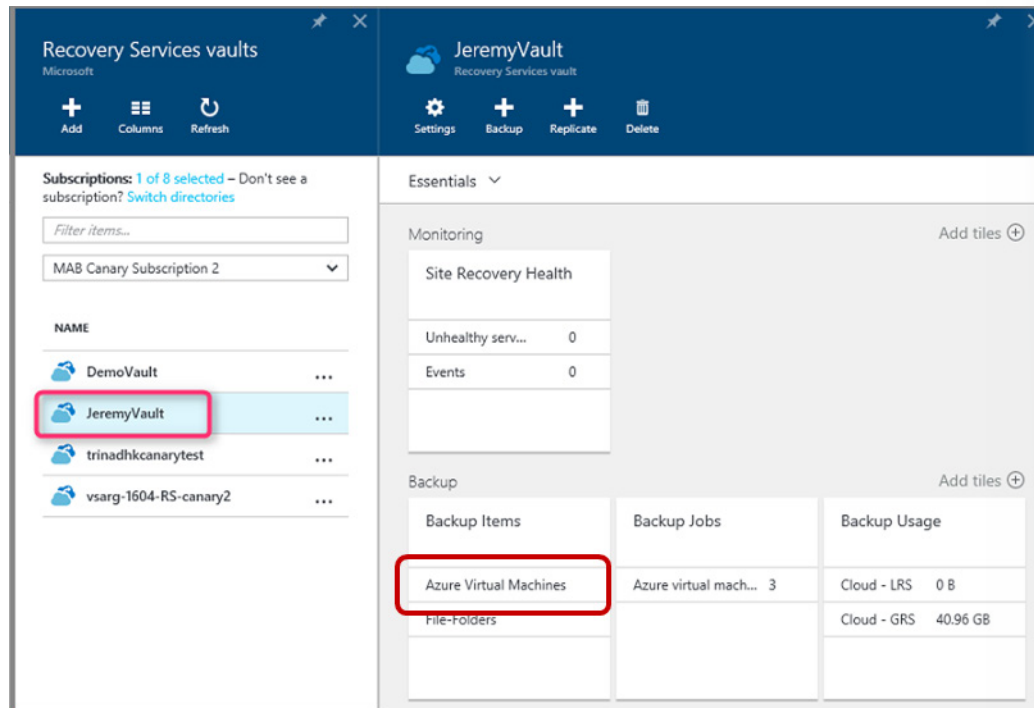 Recovery Services vaults
Microsoft
Add
Columns
Refresh
Subscriptions: 1 of 8 selected – Don't see a
subscription? Switch directories
Filter items...
MAB Canary Subscription 2
NAME
DemoVault
...
JeremyVault
...
trinadhkcanarytest
...
vsarg-1604-RS-canary2
...
JeremyVault
Recovery Services vault
Settings
Backup
Replicate
Delete
Essentials
Monitoring
Add tiles
Site Recovery Health
Unhealthy serv... 0
Events 0
Backup
Add tiles
Backup Items
Azure Virtual Machines
File-Folders
Backup Jobs
Azure virtual mach... 3
Backup Usage
Cloud - LRS 0 B
Cloud - GRS 40.96 GB